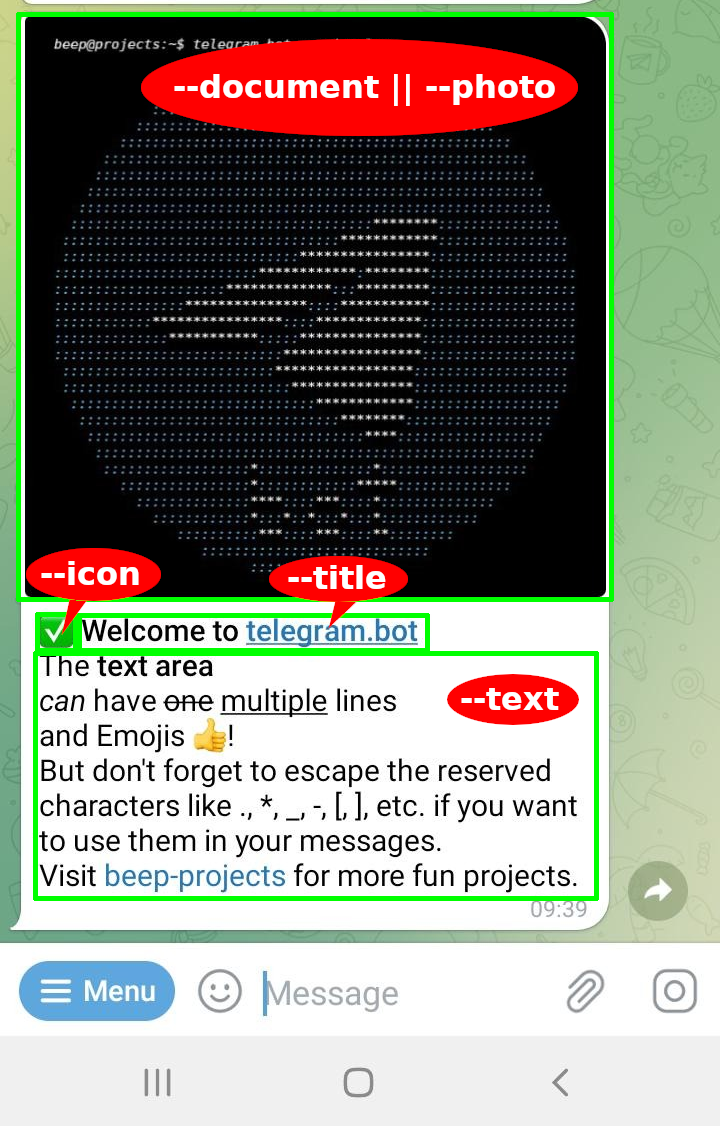 beep@projects:~$ telegram.bot
--document || --photo
--icon
--title
✅ Welcome to telegram.bot
The text area
can have one multiple lines
--text
and Emojis 👍!
But don't forget to escape the reserved
characters like ., *, _, -, [, ], etc. if you want
to use them in your messages.
Visit beep-projects for more fun projects.
09:39
Menu
Message